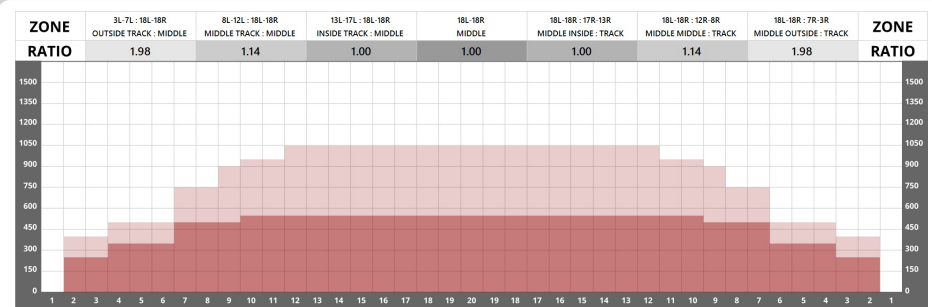 ZONE 3L-7L : 18L-18R 8L-12L : 18L-18R 13L-17L : 18L-18R 18L-18R 18L-18R : 17R-13R 18L-18R : 12R-8R 18L-18R : 7R-3R ZONE
OUTSIDE TRACK : MIDDLE MIDDLE TRACK : MIDDLE INSIDE TRACK : MIDDLE MIDDLE MIDDLE INSIDE : TRACK MIDDLE MIDDLE : TRACK MIDDLE OUTSIDE : TRACK
RATIO 1.98 1.14 1.00 1.00 1.00 1.14 1.98 RATIO
1500 1500
1350 1350
1200 1200
1050 1050
900 900
750 750
600 600
450 450
300 300
150 150
0 0
1 2 3 4 5 6 7 8 9 10 11 12 13 14 15 16 17 18 19 20 19 18 17 16 15 14 13 12 11 10 9 8 7 6 5 4 3 2 1